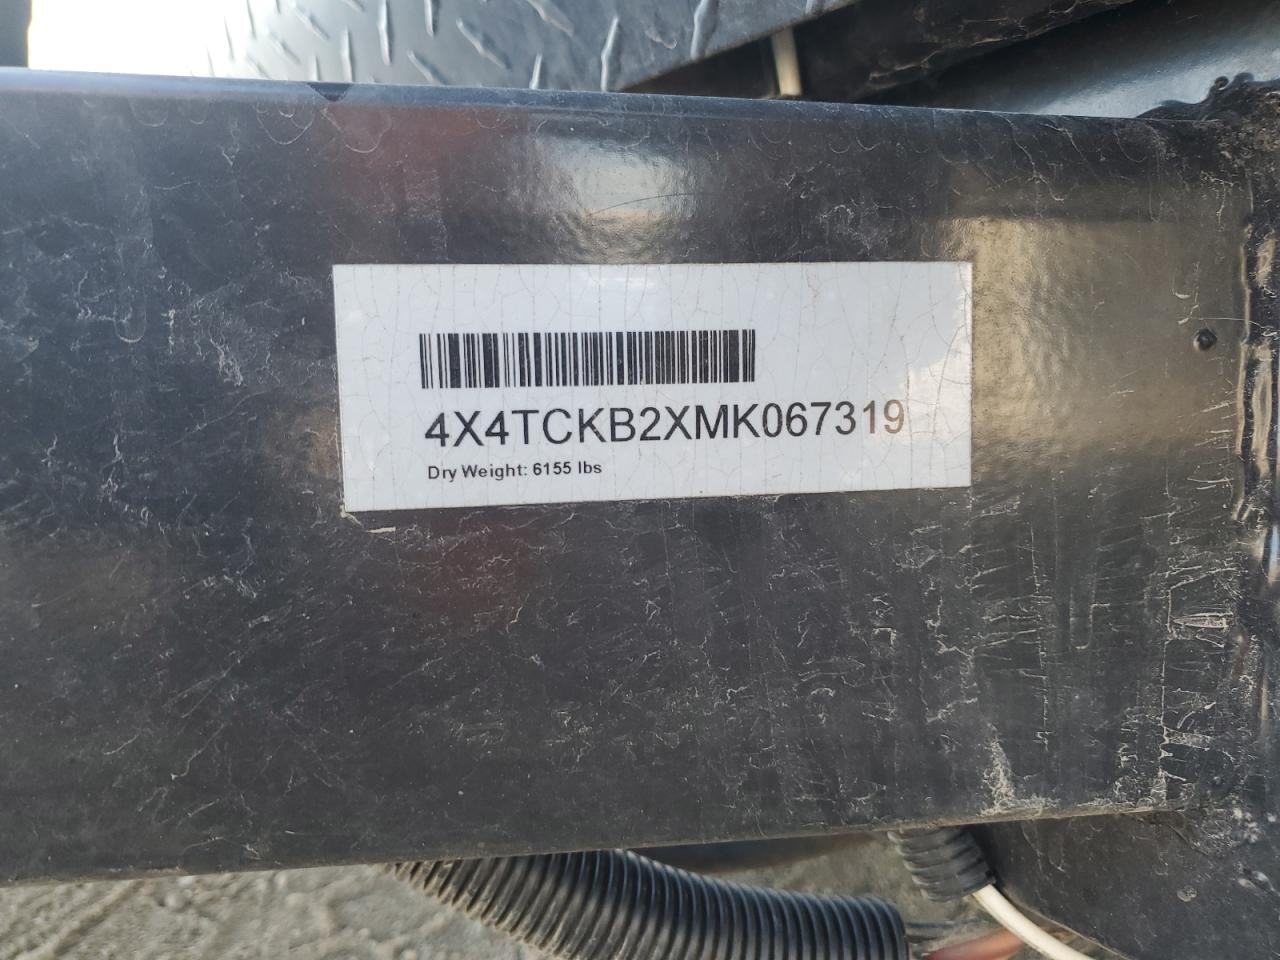 4X4TCKB2XMK067319
Dry Weight: 6155 lbs